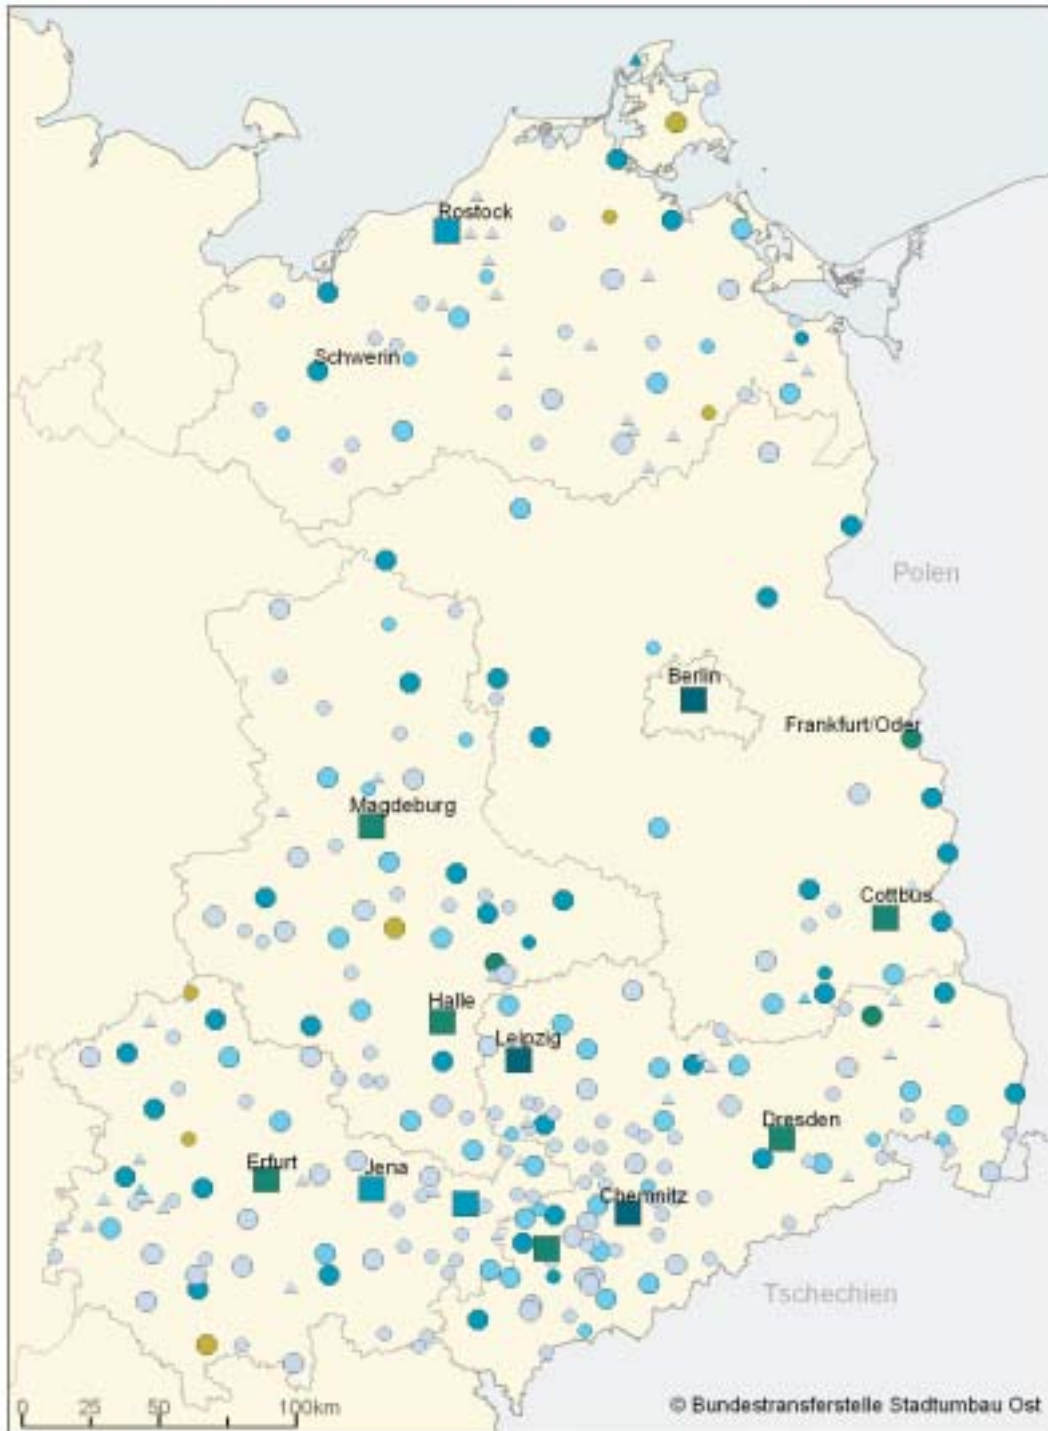 Rostock
Schwerin
Polen
Berlin
Frankfurt/Oder
Magdeburg
Cottbus
Halle
Leipzig
Dresden
Erfurt
Jena
Chemnitz
Tschechien
0 25 50 100km
© Bundestransferstelle Stadtumbau Ost